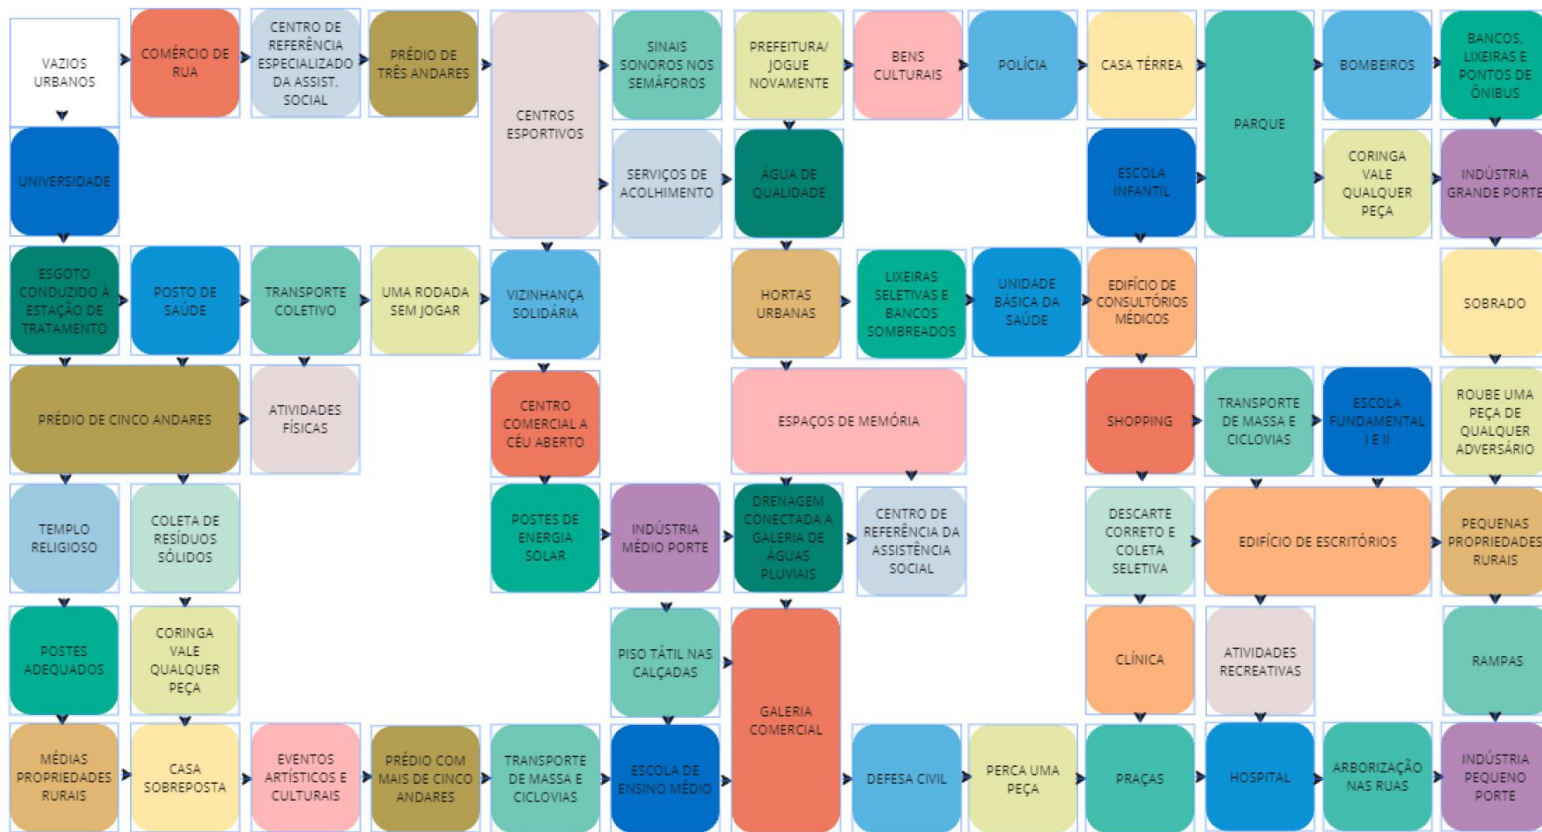 VAZIOS
URBANOS
COMÉRCIO DE
RUA
CENTRO DE
REFERÊNCIA
ESPECIALIZADO
DA ASSIST.
SOCIAL
PRÉDIO DE
TRÊS ANDARES
CENTROS
ESPORTIVOS
SINAIS
SONOROS NOS
SEMÁFOROS
PREFEITURA/
JOGUE
NOVAMENTE
BENS
CULTURAIS
POLÍCIA
CASA TÉRREA
PARQUE
BOMBEIROS
BANCOS,
LIXEIRAS E
PONTOS DE
ÔNIBUS
UNIVERSIDADE
SERVIÇOS DE
ACOLHIMENTO
ÁGUA DE
QUALIDADE
ESCOLA
INFANTIL
CORINGA
VALE
QUALQUER
PEÇA
INDÚSTRIA
GRANDE PORTE
ESGOTO
CONDUZIDO À
ESTAÇÃO DE
TRATAMENTO
POSTO DE
SAÚDE
TRANSPORTE
COLETIVO
UMA RODADA
SEM JOGAR
VIZINHANÇA
SOLIDÁRIA
HORTAS
URBANAS
LIXEIRAS
SELETIVAS E
BANCOS
SOMBREADOS
UNIDADE
BÁSICA DA
SAÚDE
EDIFÍCIO DE
CONSULTÓRIOS
MÉDICOS
SOBRADO
PRÉDIO DE CINCO ANDARES
ATIVIDADES
FÍSICAS
CENTRO
COMERCIAL A
CÉU ABERTO
ESPAÇOS DE MEMÓRIA
SHOPPING
TRANSPORTE
DE MASSA E
CICLOVIAS
ESCOLA
FUNDAMENTAL
I E II
ROUBE UMA
PEÇA DE
QUALQUER
ADVERSÁRIO
TEMPLO
RELIGIOSO
COLETA DE
RESÍDUOS
SÓLIDOS
POSTES DE
ENERGIA
SOLAR
INDÚSTRIA
MÉDIO PORTE
DRENAGEM
CONECTADA A
GALERIA DE
ÁGUAS
PLUVIAIS
CENTRO DE
REFERÊNCIA DA
ASSISTÊNCIA
SOCIAL
DESCARTE
CORRETO E
COLETA
SELETIVA
EDIFÍCIO DE ESCRITÓRIOS
PEQUENAS
PROPRIEDADES
RURAIS
POSTES
ADEQUADOS
CORINGA
VALE
QUALQUER
PEÇA
PISO TÁTIL NAS
CALÇADAS
GALERIA
COMERCIAL
CLÍNICA
ATIVIDADES
RECREATIVAS
RAMPAS
MÉDIAS
PROPRIEDADES
RURAIS
CASA
SOBREPOSTA
EVENTOS
ARTÍSTICOS E
CULTURAIS
PRÉDIO COM
MAIS DE CINCO
ANDARES
TRANSPORTE
DE MASSA E
CICLOVIAS
ESCOLA DE
ENSINO MÉDIO
DEFESA CIVIL
PERCA UMA
PEÇA
PRAÇAS
HOSPITAL
ARBORIZAÇÃO
NAS RUAS
INDÚSTRIA
PEQUENO
PORTE